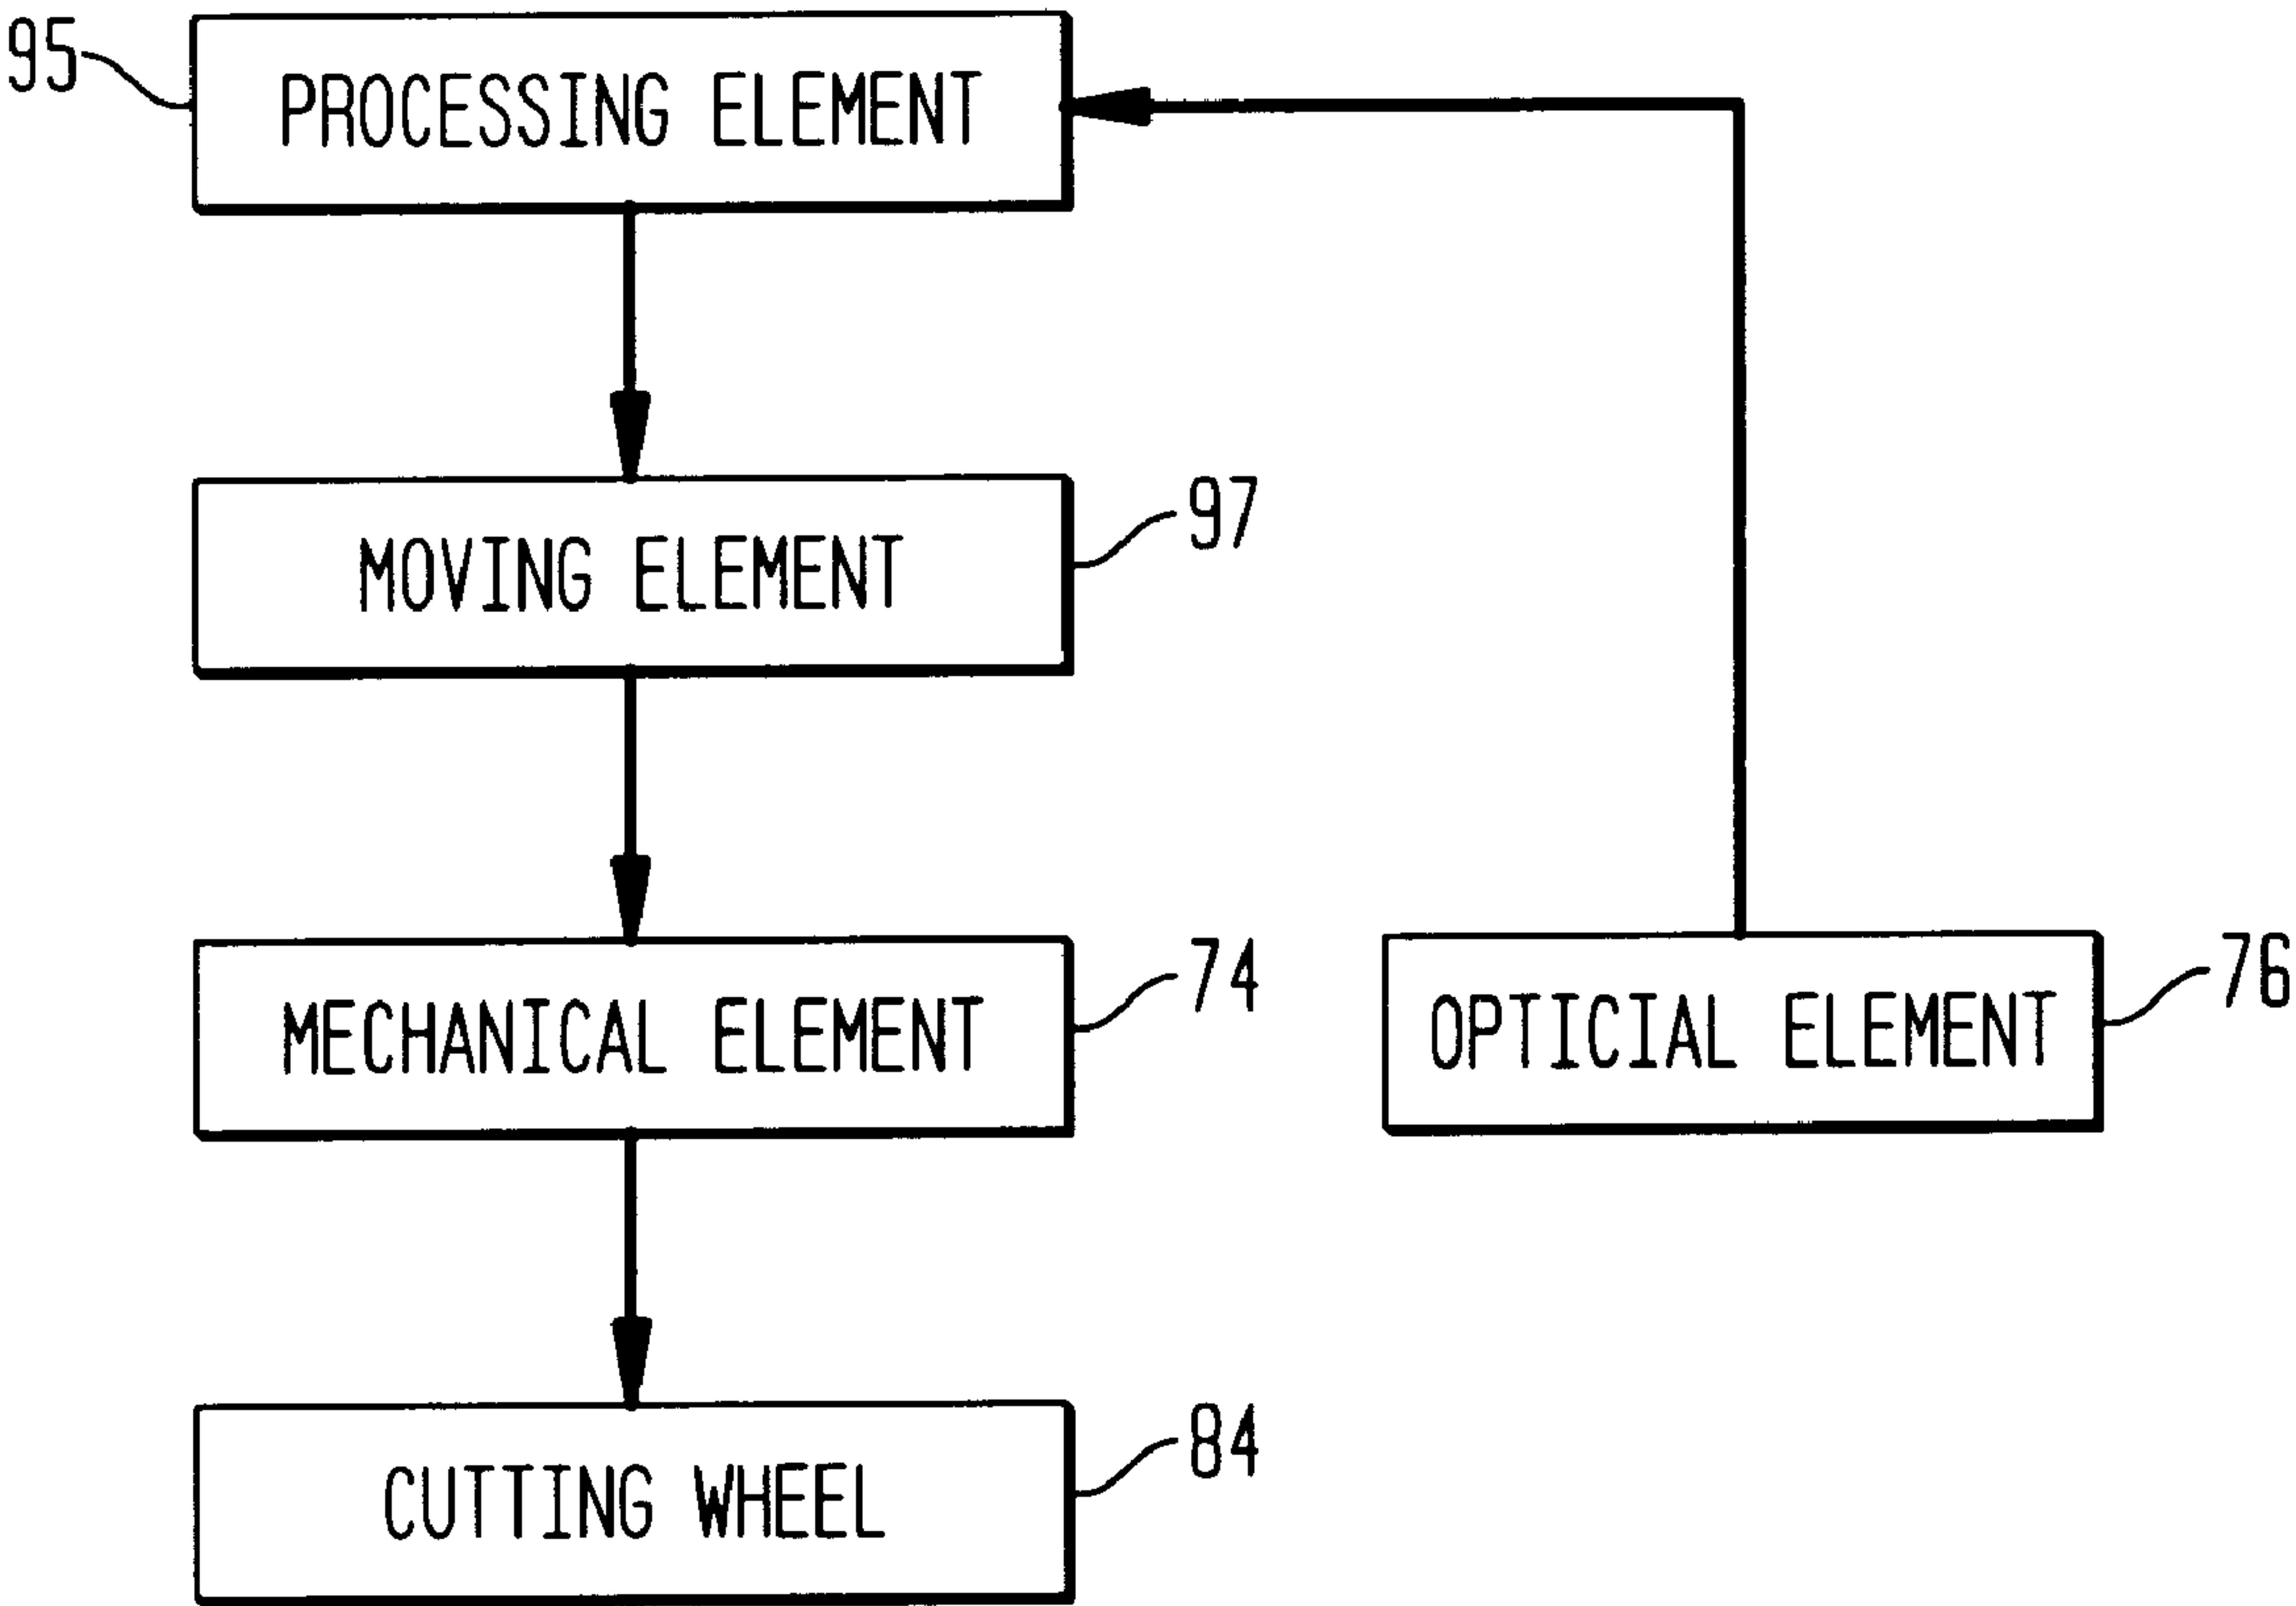 95
PROCESSING ELEMENT
MOVING ELEMENT
97
MECHANICAL ELEMENT
74
OPTICIAL ELEMENT
76
CUTTING WHEEL
84